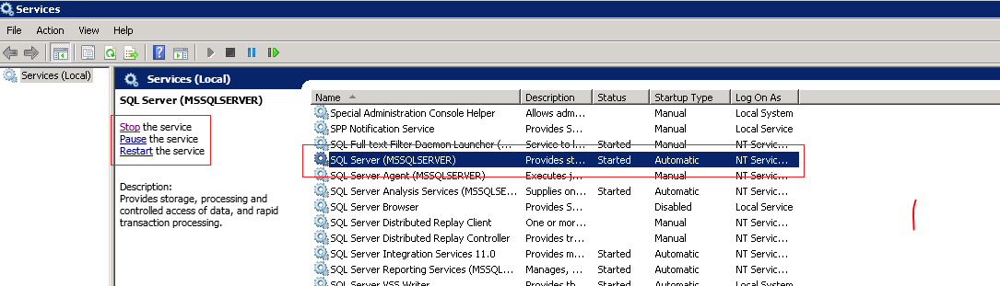 Services
File Action View Help
Services (Local)
Services (Local)
SQL Server (MSSQLSERVER)
Stop the service
Pause the service
Restart the service
Description:
Provides storage, processing and
controlled access of data, and rapid
transaction processing.
Name Description Status Startup Type Log On As
Special Administration Console Helper Allows adm... Manual Local System
SPP Notification Service Provides S... Manual Local Service
SQL Full-text Filter Daemon Launcher (... Service to l... Started Manual NT Servic...
SQL Server (MSSQLSERVER) Provides st... Started Automatic NT Servic...
SQL Server Agent (MSSQLSERVER) Executes j... Manual NT Servic...
SQL Server Analysis Services (MSSQLSE... Supplies on... Started Automatic NT Servic...
SQL Server Browser Provides S... Disabled Local Service
SQL Server Distributed Replay Client One or mor... Manual NT Servic...
SQL Server Distributed Replay Controller Provides tr... Manual NT Servic...
SQL Server Integration Services 11.0 Provides m... Started Automatic NT Servic...
SQL Server Reporting Services (MSSQL... Manages, ... Started Automatic NT Servic...
SQL Server VSS Writer Provides th... Started Automatic Local System